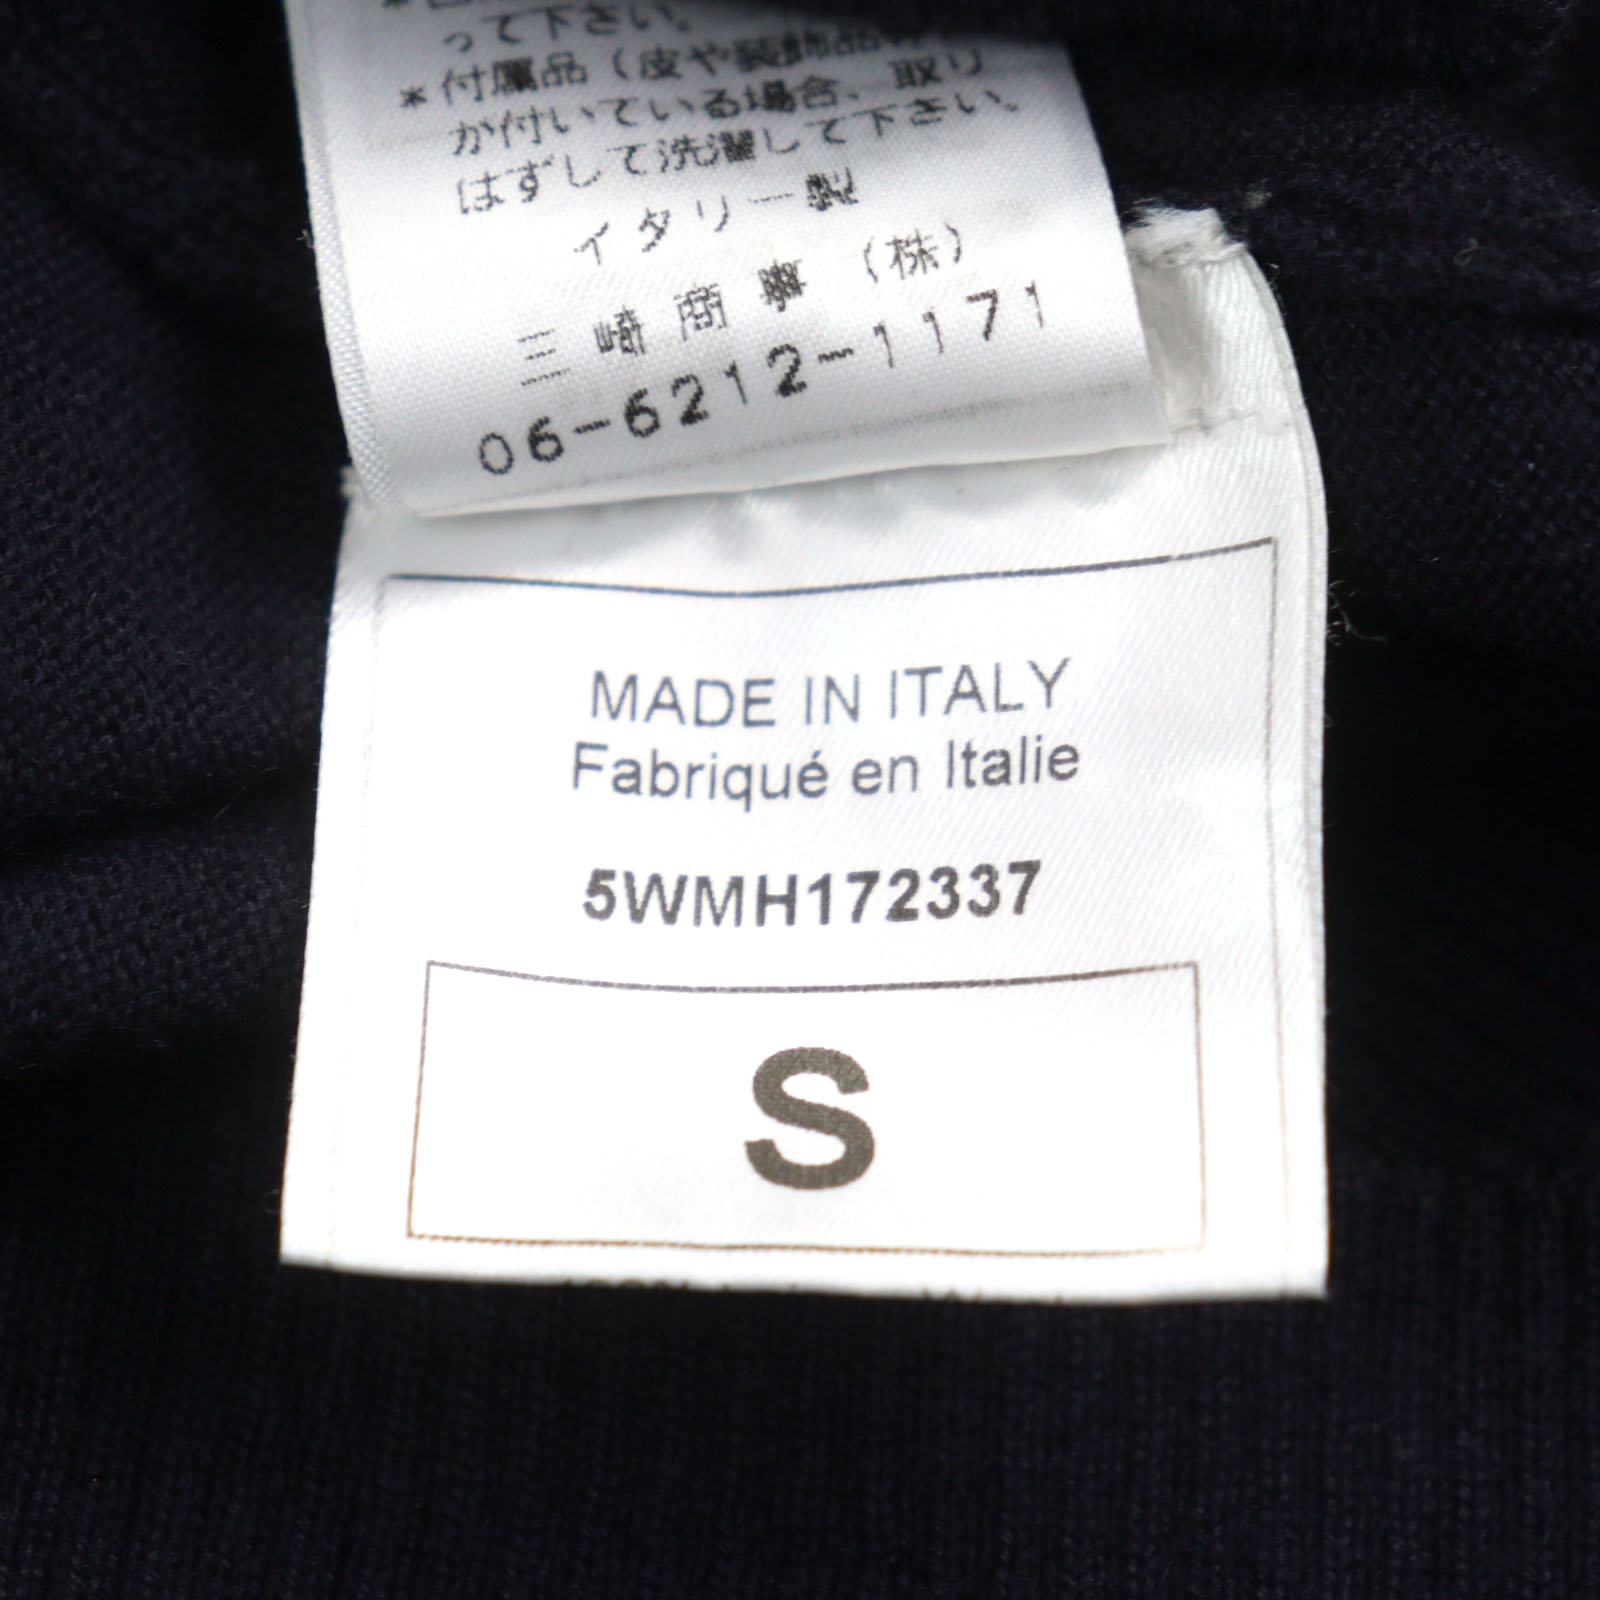 って下さい。
*付属品（皮や装飾品等）
が付いている場合、取り
はずして洗濯して下さい。
イタリー製
三崎商事（株）
06-6212-1171
MADE IN ITALY
Fabriqué en Italie
5WMH172337
S